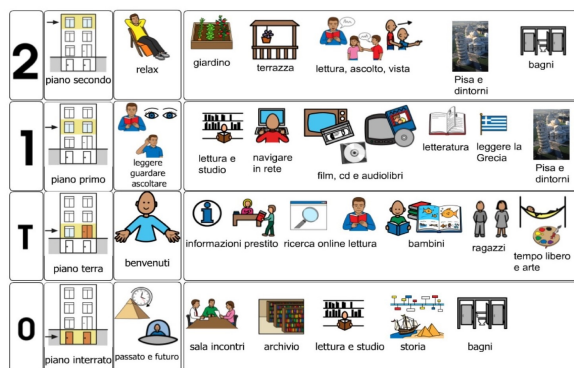 2
piano secondo
relax
giardino
terrazza
lettura, ascolto, vista
Pisa e
dintorni
bagni
1
piano primo
leggere
guardare
ascoltare
lettura e
studio
navigare
in rete
film, cd e audiolibri
letteratura
leggere la
Grecia
Pisa e
dintorni
T
piano terra
benvenuti
informazioni prestito
ricerca online lettura
bambini
ragazzi
tempo libero
e arte
0
piano interrato
passato e futuro
sala incontri
archivio
lettura e studio
storia
bagni